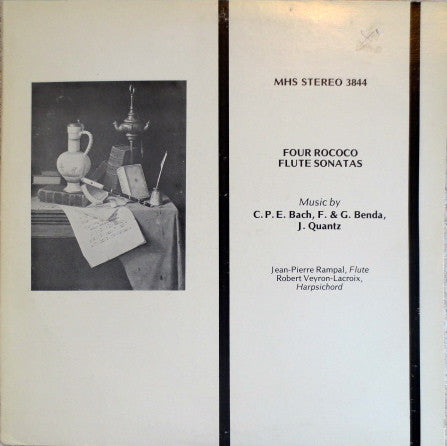 MHS STEREO 3844
FOUR ROCOCO
FLUTE SONATAS
Music by
C. P. E. Bach, F. & G. Benda,
J. Quantz
Jean-Pierre Rampal, Flute
Robert Veyron-Lacroix,
Harpsichord